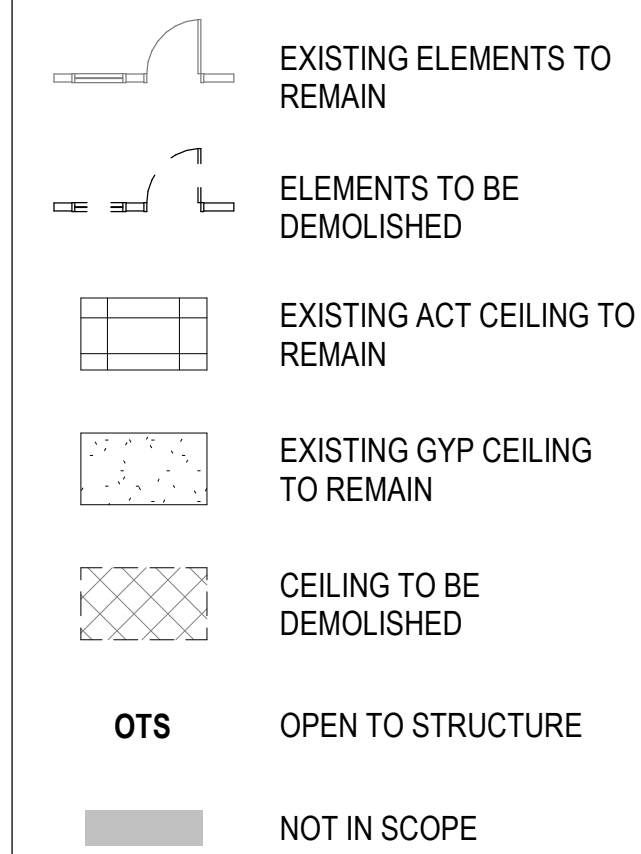 EXISTING ELEMENTS TO
REMAIN
ELEMENTS TO BE
DEMOLISHED
EXISTING ACT CEILING TO
REMAIN
EXISTING GYP CEILING
TO REMAIN
CEILING TO BE
DEMOLISHED
OTS OPEN TO STRUCTURE
NOT IN SCOPE